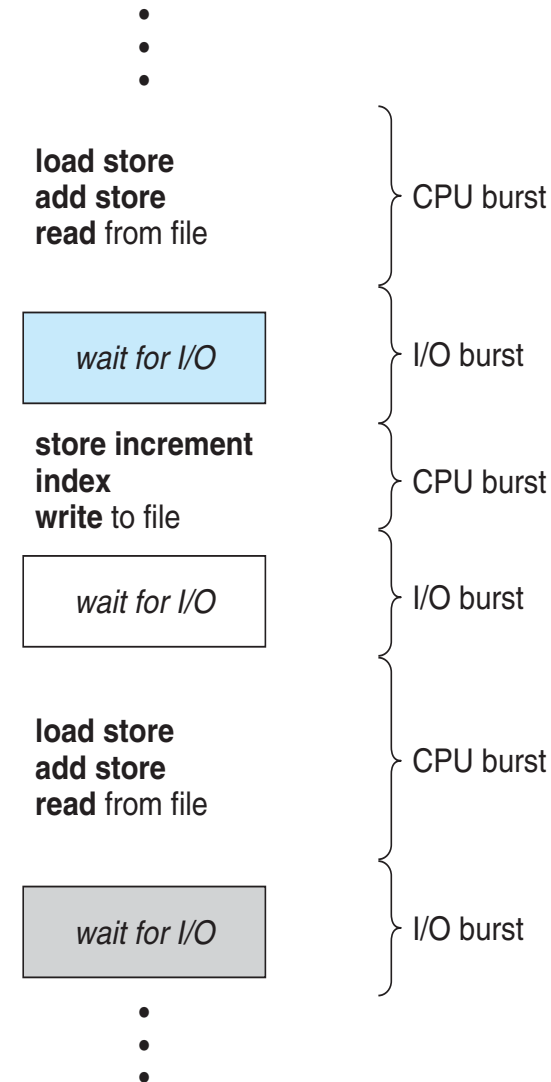 load store
add store
read from file
CPU burst
wait for I/O
I/O burst
store increment
index
write to file
CPU burst
wait for I/O
I/O burst
load store
add store
read from file
CPU burst
wait for I/O
I/O burst